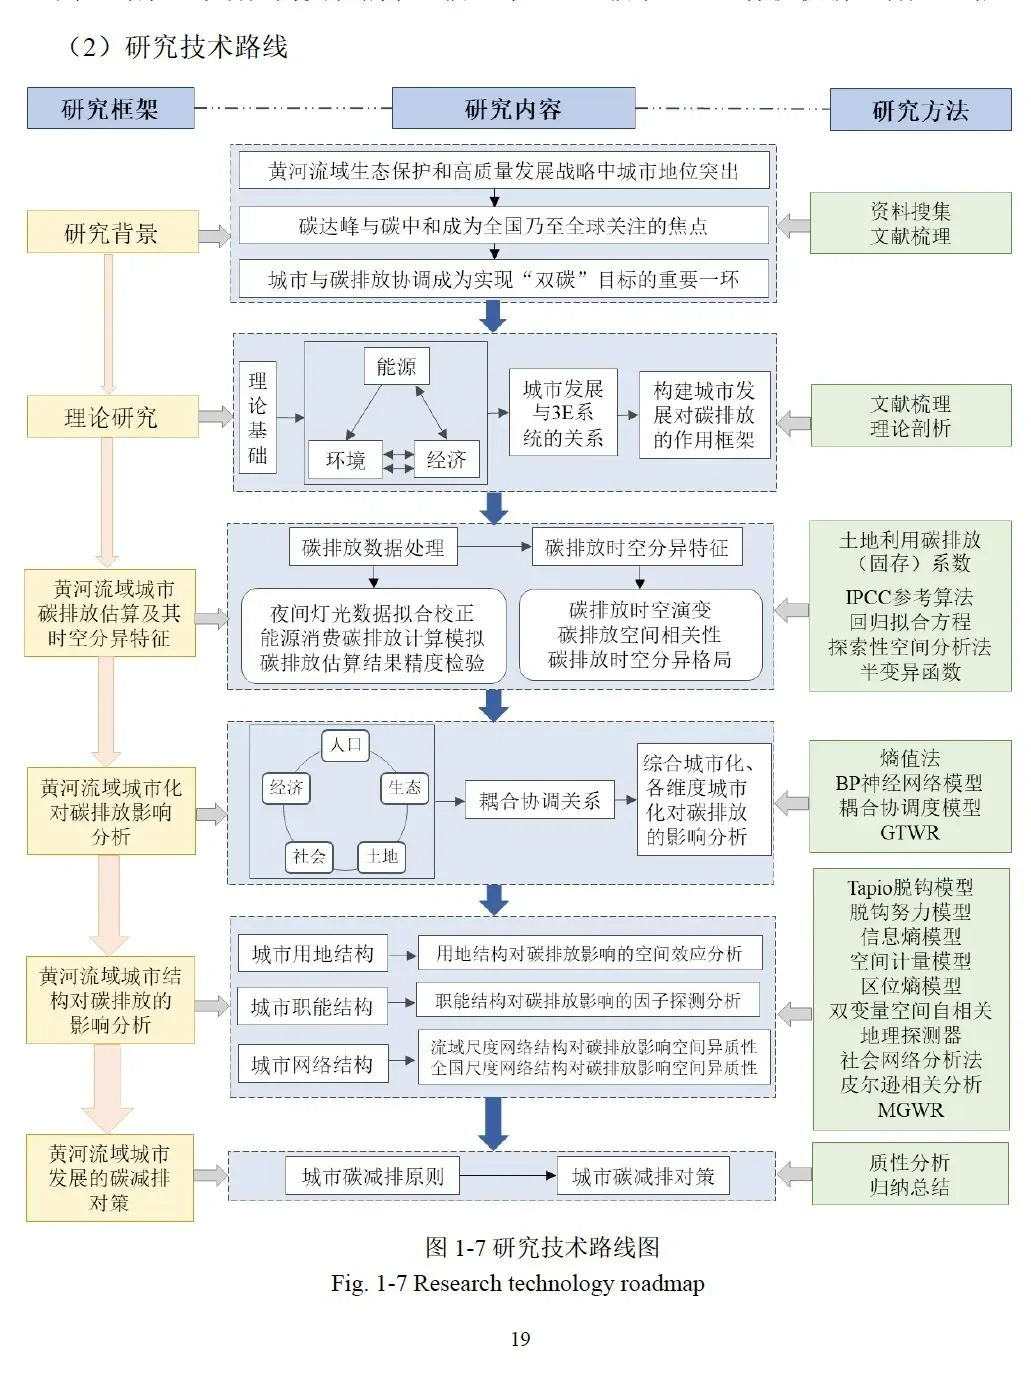 （2）研究技术路线
研究框架
研究内容
研究方法
研究背景
黄河流域生态保护和高质量发展战略中城市地位突出
碳达峰与碳中和成为全国乃至全球关注的焦点
城市与碳排放协调成为实现“双碳”目标的重要一环
资料搜集
文献梳理
理论研究
理
论
基
础
能源
环境
经济
城市发展
与3E系
统的关系
构建城市发
展对碳排放
的作用框架
文献梳理
理论剖析
黄河流域城市
碳排放估算及其
时空分异特征
碳排放数据处理
碳排放时空分异特征
夜间灯光数据拟合校正
能源消费碳排放计算模拟
碳排放估算结果精度检验
碳排放时空演变
碳排放空间相关性
碳排放时空分异格局
土地利用碳排放
（固存）系数
IPCC参考算法
回归拟合方程
探索性空间分析法
半变异函数
黄河流域城市化
对碳排放影响
分析
人口
经济
生态
社会
土地
耦合协调关系
综合城市化、
各维度城市
化对碳排放
的影响分析
熵值法
BP神经网络模型
耦合协调度模型
GTWR
黄河流域城市结
构对碳排放的
影响分析
城市用地结构
用地结构对碳排放影响的空间效应分析
城市职能结构
职能结构对碳排放影响的因子探测分析
城市网络结构
流域尺度网络结构对碳排放影响空间异质性
全国尺度网络结构对碳排放影响空间异质性
Tapio脱钩模型
脱钩努力模型
信息熵模型
空间计量模型
区位熵模型
双变量空间自相关
地理探测器
社会网络分析法
皮尔逊相关分析
MGWR
黄河流域城市
发展的碳减排
对策
城市碳减排原则
城市碳减排对策
质性分析
归纳总结
图 1-7 研究技术路线图
Fig. 1-7 Research technology roadmap
19